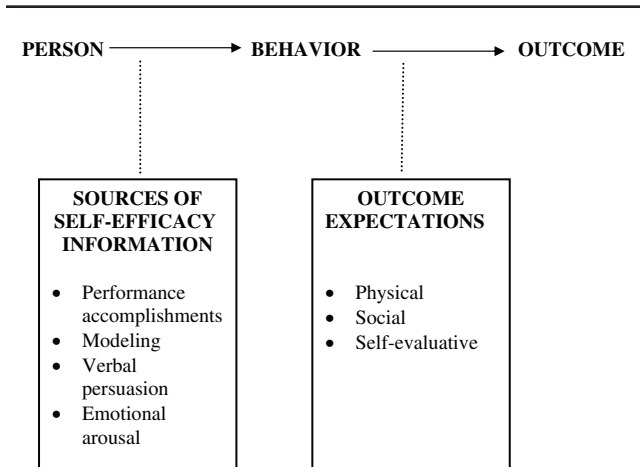 PERSON BEHAVIOR OUTCOME
SOURCES OF
SELF-EFFICACY
INFORMATION
• Performance
accomplishments
• Modeling
• Verbal
persuasion
• Emotional
arousal
OUTCOME
EXPECTATIONS
• Physical
• Social
• Self-evaluative